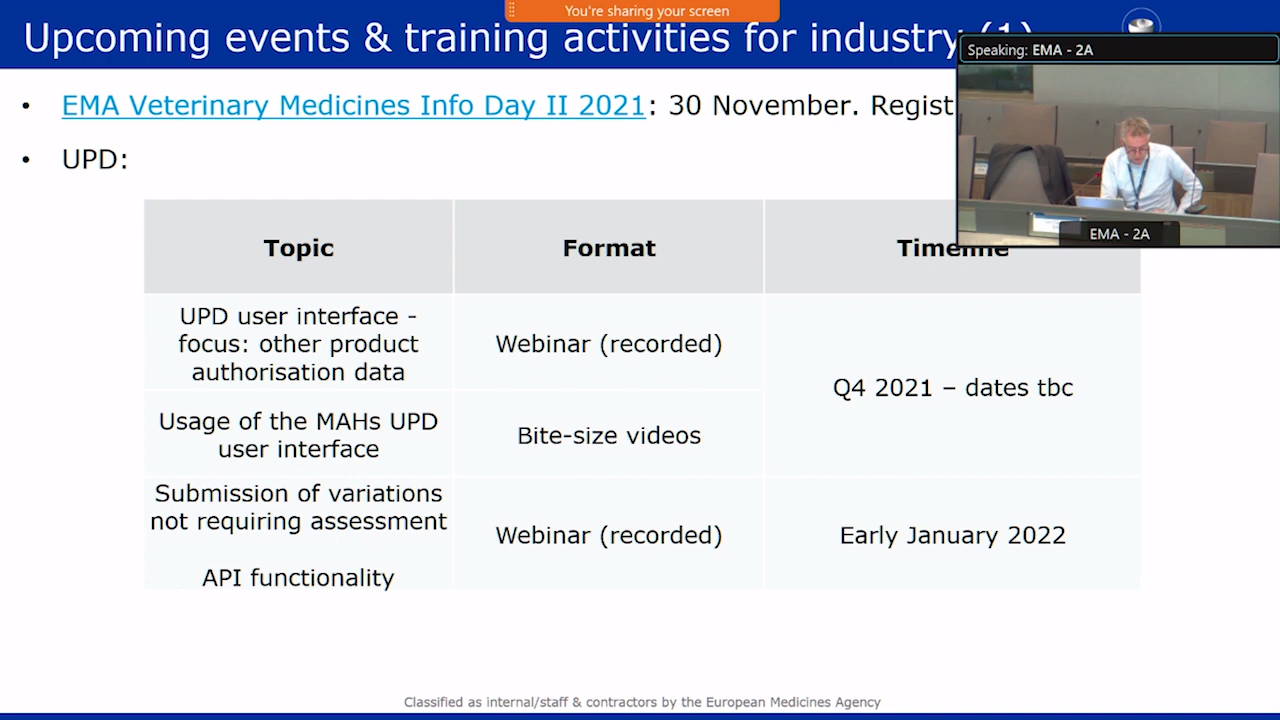 You're sharing your screen
Upcoming events & training activities for industry (1)
Speaking: EMA - 2A
• EMA Veterinary Medicines Info Day II 2021: 30 November. Regist
• UPD:
EMA - 2A
Topic
Format
Timeline
UPD user interface -
focus: other product
authorisation data
Webinar (recorded)
Q4 2021 – dates tbc
Usage of the MAHs UPD
user interface
Bite-size videos
Submission of variations
not requiring assessment
API functionality
Webinar (recorded)
Early January 2022
Classified as internal/staff & contractors by the European Medicines Agency